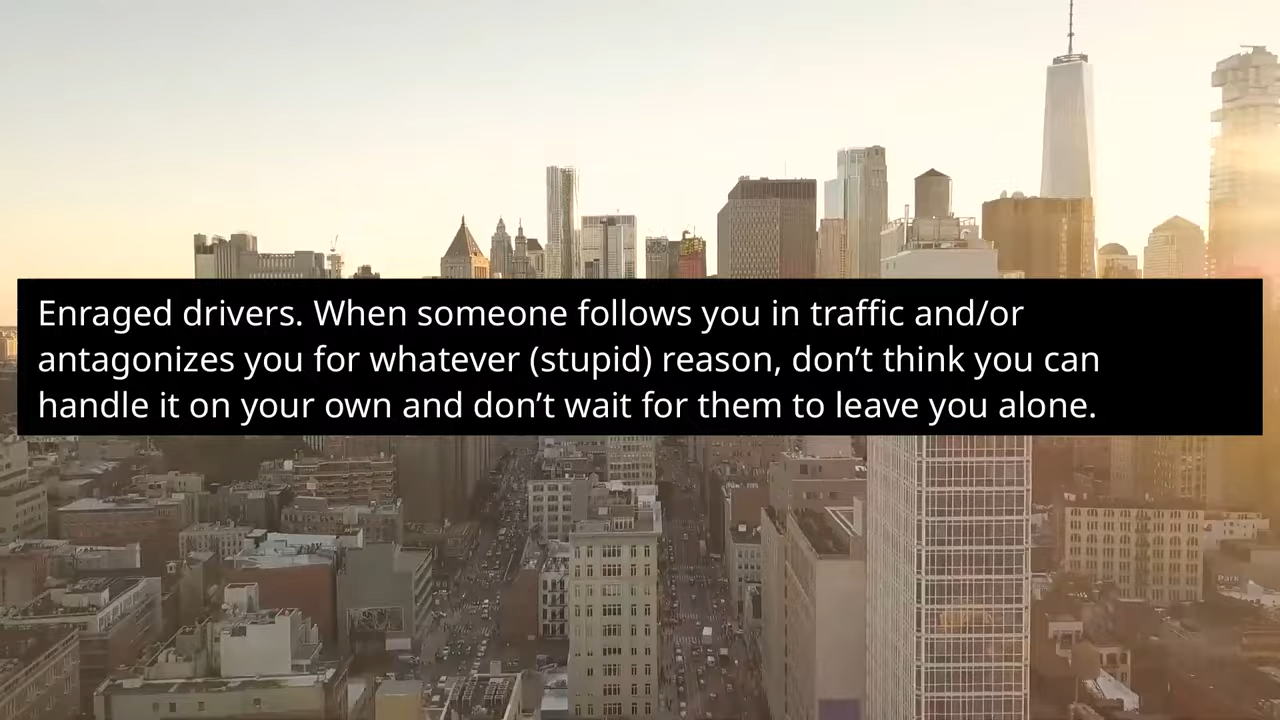 Enraged drivers. When someone follows you in traffic and/or
antagonizes you for whatever (stupid) reason, don’t think you can
handle it on your own and don’t wait for them to leave you alone.
Park